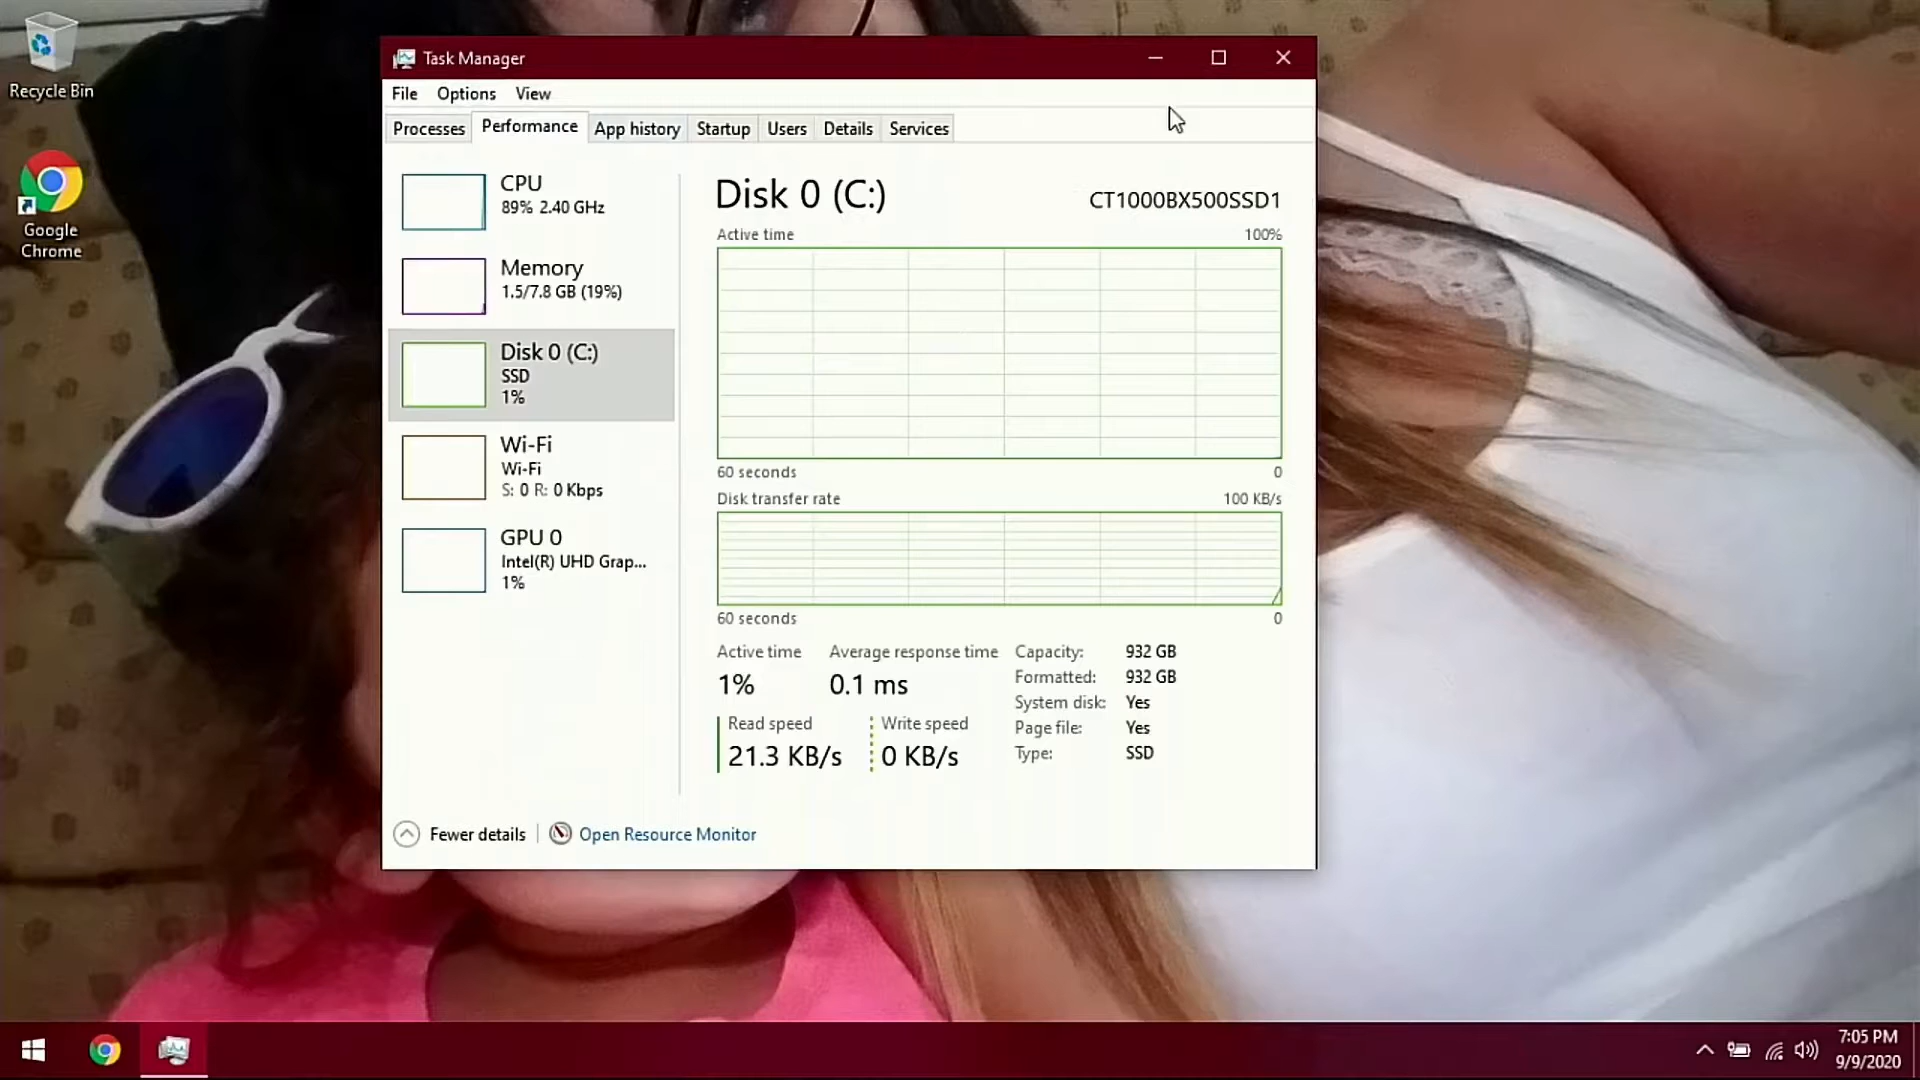 Recycle Bin
Google
Chrome
Task Manager
File Options View
Processes Performance App history Startup Users Details Services
CPU
89% 2.40 GHz
Memory
1.5/7.8 GB (19%)
Disk 0 (C:)
SSD
1%
Wi-Fi
Wi-Fi
S: 0 R: 0 Kbps
GPU 0
Intel(R) UHD Grap...
1%
Disk 0 (C:) CT1000BX500SSD1
Active time 100%
60 seconds 0
Disk transfer rate 100 KB/s
60 seconds 0
Active time Average response time
1% 0.1 ms
Read speed Write speed
21.3 KB/s 0 KB/s
Capacity: 932 GB
Formatted: 932 GB
System disk: Yes
Page file: Yes
Type: SSD
Fewer details Open Resource Monitor
7:05 PM
9/9/2020